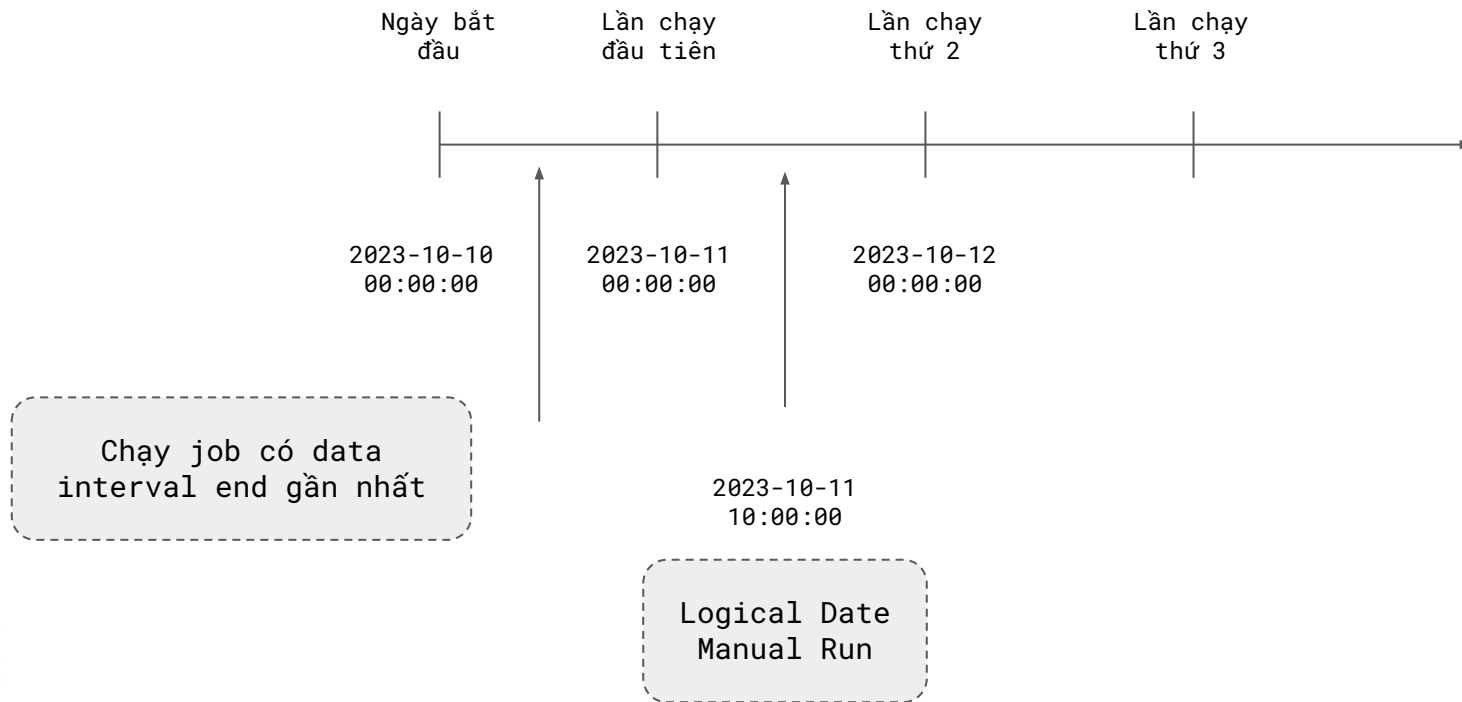 Ngày bắt
đầu
Lần chạy
đầu tiên
Lần chạy
thứ 2
Lần chạy
thứ 3
2023-10-10
00:00:00
2023-10-11
00:00:00
2023-10-12
00:00:00
Chạy job có data
interval end gần nhất
2023-10-11
10:00:00
Logical Date
Manual Run